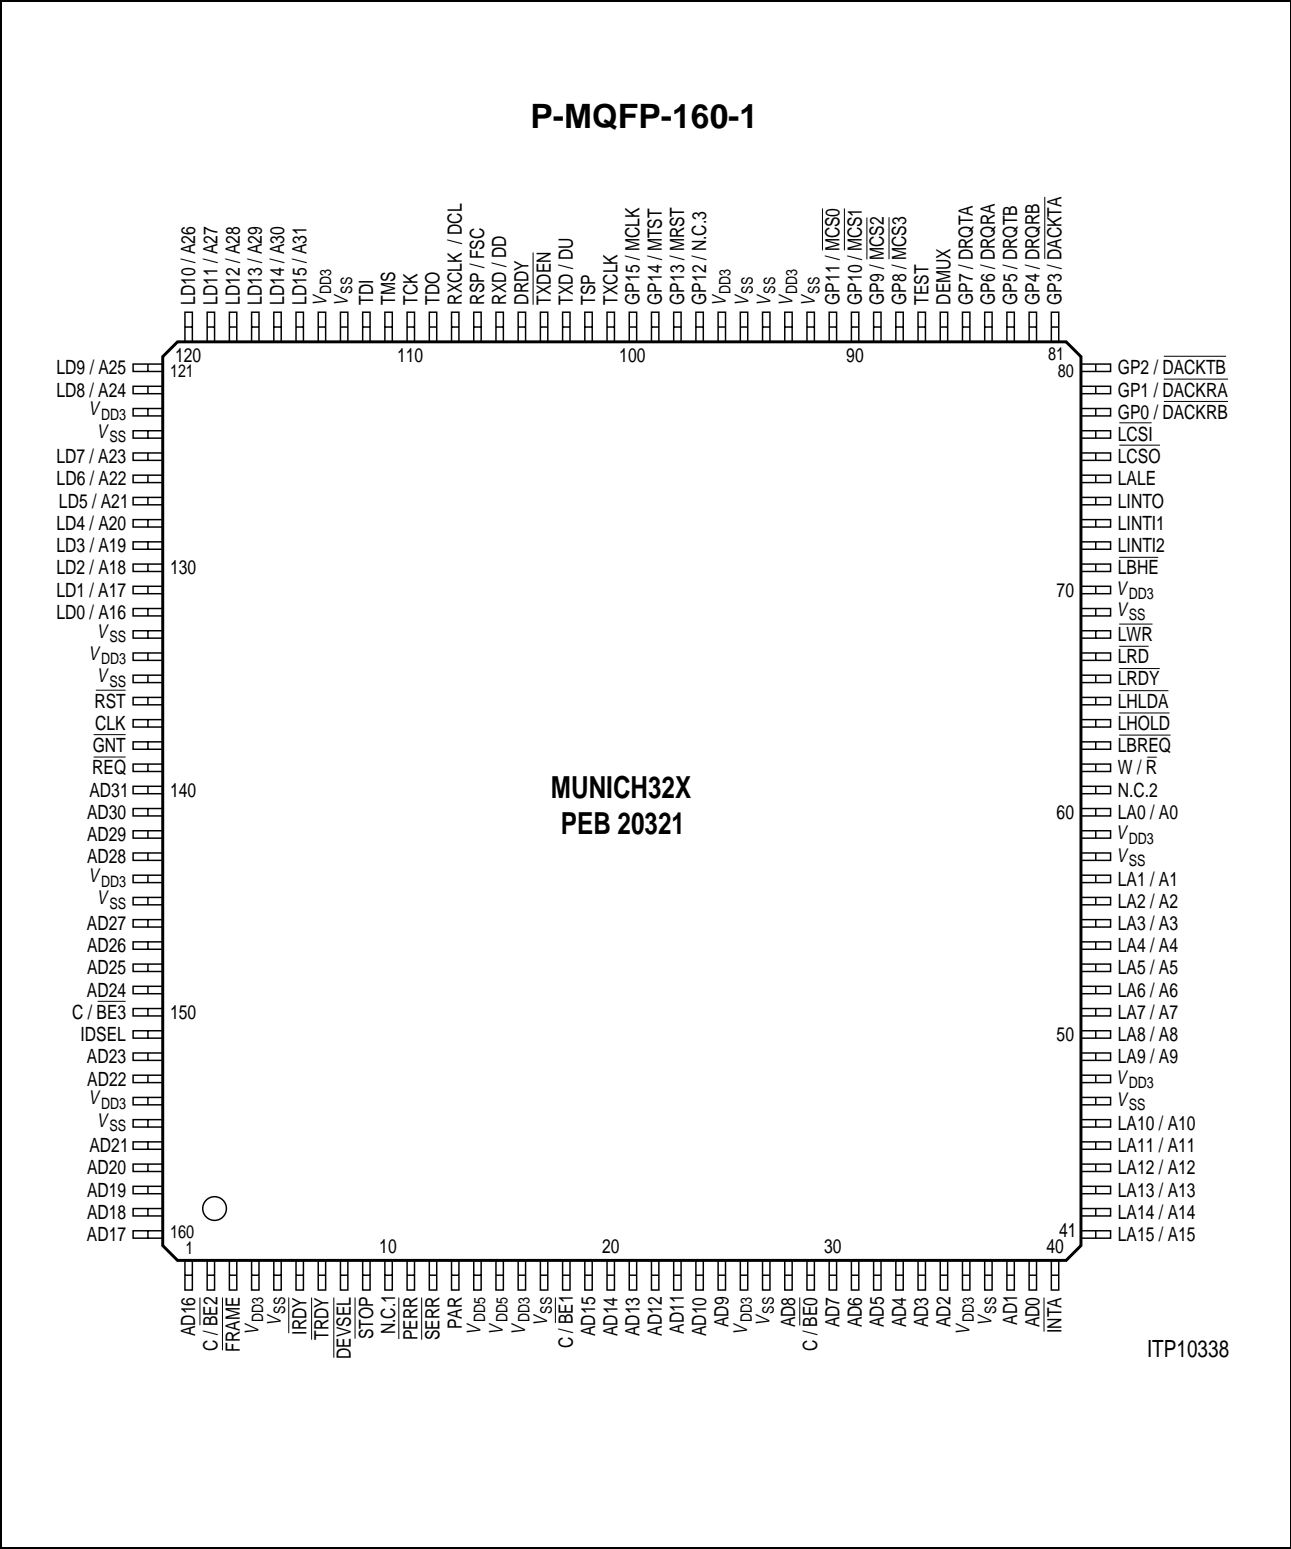 P-MQFP-160-1
LD10 / A26
LD11 / A27
LD12 / A28
LD13 / A29
LD14 / A30
LD15 / A31
VDD3
VSS
TDI
TMS
TCK
TDO
RXCLK / DCL
RSP / FSC
RXD / DD
DRDY
TXDEN
TXD / DU
TSP
TXCLK
GP15 / MCLK
GP14 / MTST
GP13 / MRST
GP12 / N.C.3
VDD3
VSS
VSS
VDD3
VSS
GP11 / MCS0
GP10 / MCS1
GP9 / MCS2
GP8 / MCS3
TEST
DEMUX
GP7 / DRQTA
GP6 / DRQRA
GP5 / DRQTB
GP4 / DRQRB
GP3 / DACKTA
120
110
100
90
81
121
130
140
150
160
LD9 / A25
LD8 / A24
VDD3
VSS
LD7 / A23
LD6 / A22
LD5 / A21
LD4 / A20
LD3 / A19
LD2 / A18
LD1 / A17
LD0 / A16
VSS
VDD3
VSS
RST
CLK
GNT
REQ
AD31
AD30
AD29
AD28
VDD3
VSS
AD27
AD26
AD25
AD24
C / BE3
IDSEL
AD23
AD22
VDD3
VSS
AD21
AD20
AD19
AD18
AD17
MUNICH32X
PEB 20321
80
70
60
50
41
GP2 / DACKTB
GP1 / DACKRA
GP0 / DACKRB
LCSI
LCSO
LALE
LINTO
LINTI1
LINTI2
LBHE
VDD3
VSS
LWR
LRD
LRDY
LHLDA
LHOLD
LBREQ
W / R
N.C.2
LA0 / A0
VDD3
VSS
LA1 / A1
LA2 / A2
LA3 / A3
LA4 / A4
LA5 / A5
LA6 / A6
LA7 / A7
LA8 / A8
LA9 / A9
VDD3
VSS
LA10 / A10
LA11 / A11
LA12 / A12
LA13 / A13
LA14 / A14
LA15 / A15
1
10
20
30
40
AD16
C / BE2
FRAME
VDD3
VSS
IRDY
TRDY
DEVSEL
STOP
N.C.1
PERR
SERR
PAR
VDD5
VDD5
VDD3
VSS
C / BE1
AD15
AD14
AD13
AD12
AD11
AD10
AD9
VDD3
VSS
AD8
C / BE0
AD7
AD6
AD5
AD4
AD3
AD2
VDD3
VSS
AD1
AD0
INTA
ITP10338